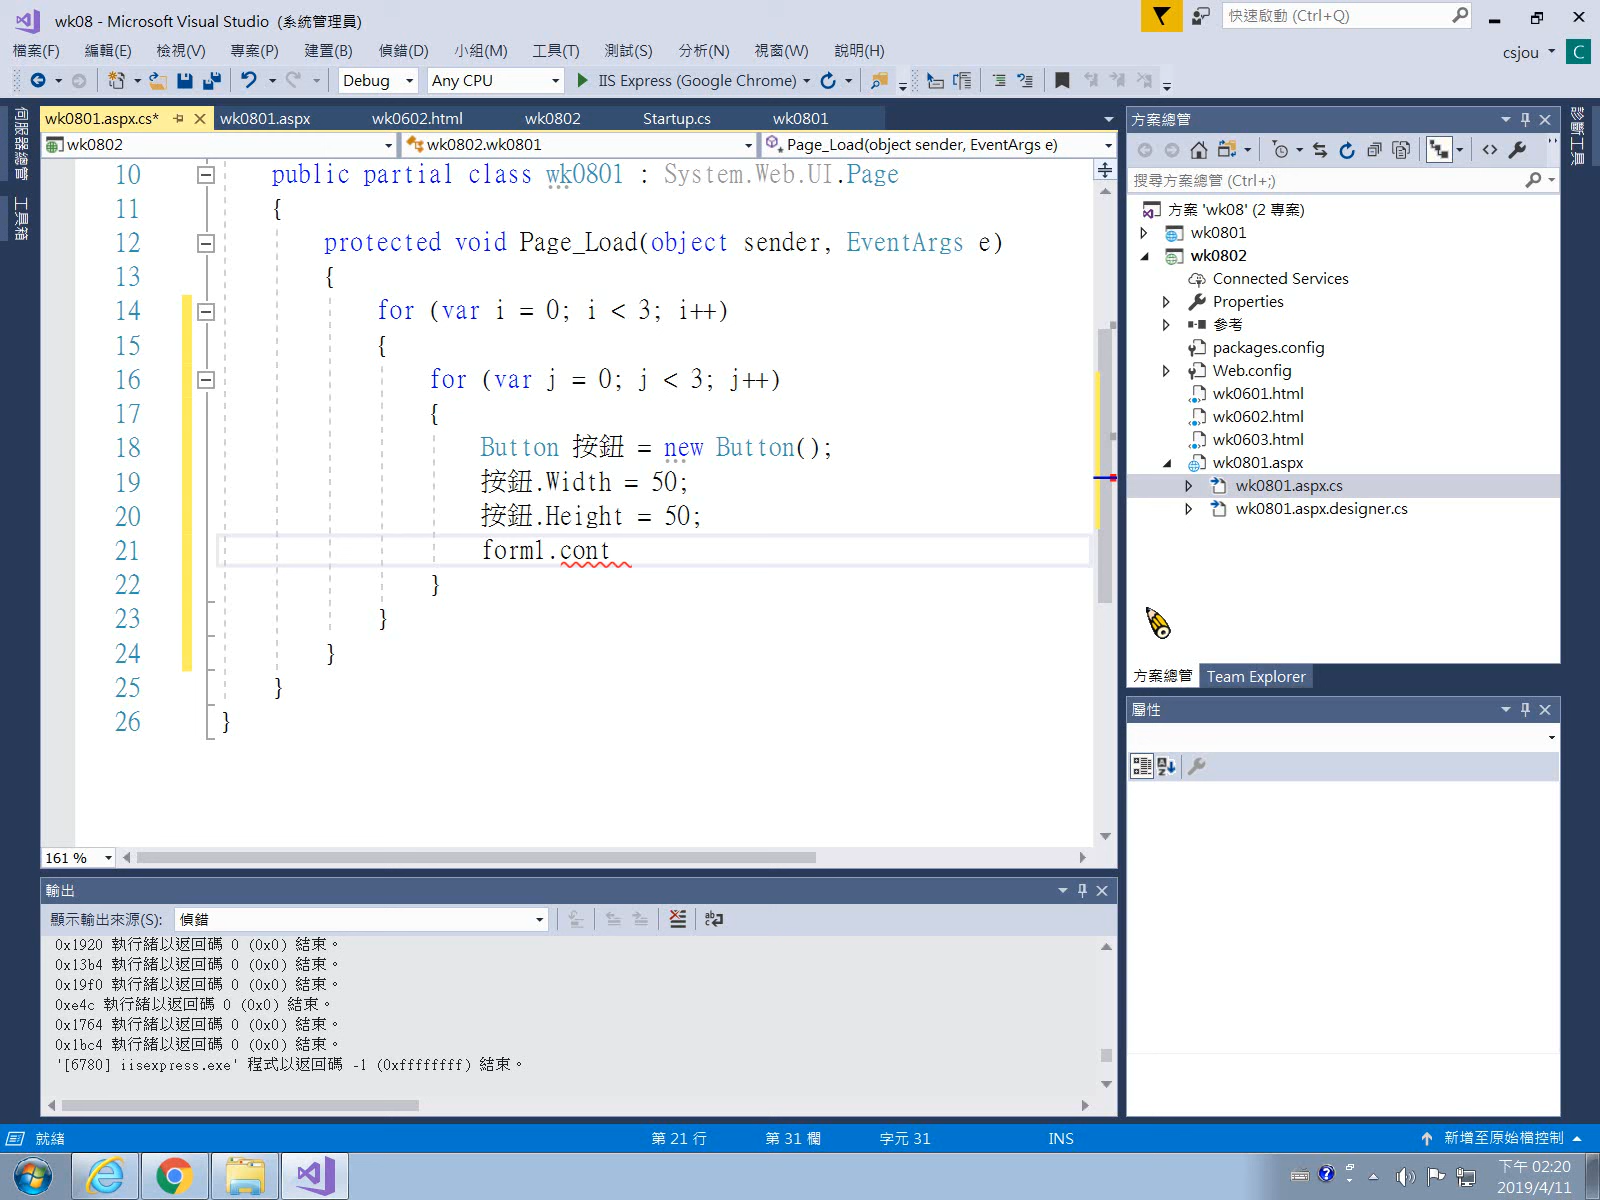 wk08 - Microsoft Visual Studio (系統管理員)
快速啟動 (Ctrl+Q)
檔案(F) 編輯(E) 檢視(V) 專案(P) 建置(B) 偵錯(D) 小組(M) 工具(T) 測試(S) 分析(N) 視窗(W) 說明(H)
csjou C
Debug Any CPU IIS Express (Google Chrome)
伺服器總管
工具箱
wk0801.aspx.cs* wk0801.aspx wk0602.html wk0802 Startup.cs wk0801
wk0802 wk0802.wk0801 Page_Load(object sender, EventArgs e)
10 public partial class wk0801 : System.Web.UI.Page
11 {
12 protected void Page_Load(object sender, EventArgs e)
13 {
14 for (var i = 0; i < 3; i++)
15 {
16 for (var j = 0; j < 3; j++)
17 {
18 Button 按鈕 = new Button();
19 按鈕.Width = 50;
20 按鈕.Height = 50;
21 form1.cont
22 }
23 }
24 }
25 }
26 }
161 %
輸出
顯示輸出來源(S): 偵錯
0x1920 執行緒以返回碼 0 (0x0) 結束。
0x13b4 執行緒以返回碼 0 (0x0) 結束。
0x19f0 執行緒以返回碼 0 (0x0) 結束。
0xe4c 執行緒以返回碼 0 (0x0) 結束。
0x1764 執行緒以返回碼 0 (0x0) 結束。
0x1bc4 執行緒以返回碼 0 (0x0) 結束。
'[6780] iisexpress.exe' 程式以返回碼 -1 (0xffffffff) 結束。
方案總管
搜尋方案總管 (Ctrl+;)
方案 'wk08' (2 專案)
wk0801
wk0802
Connected Services
Properties
參考
packages.config
Web.config
wk0601.html
wk0602.html
wk0603.html
wk0801.aspx
wk0801.aspx.cs
wk0801.aspx.designer.cs
方案總管 Team Explorer
屬性
診斷工具
就緒 第 21 行 第 31 欄 字元 31 INS 新增至原始檔控制
下午 02:20
2019/4/11